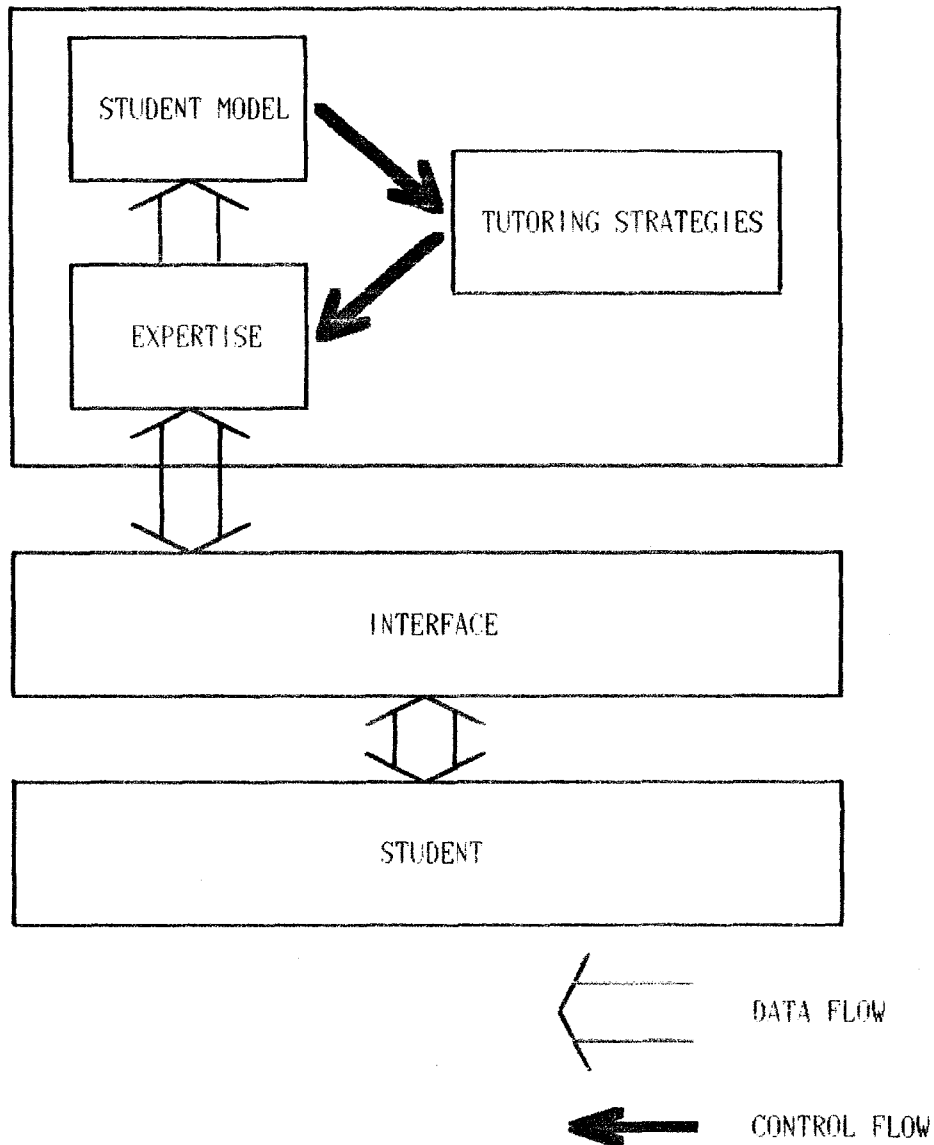 STUDENT MODEL
TUTORING STRATEGIES
EXPERTISE
INTERFACE
STUDENT
DATA FLOW
CONTROL FLOW